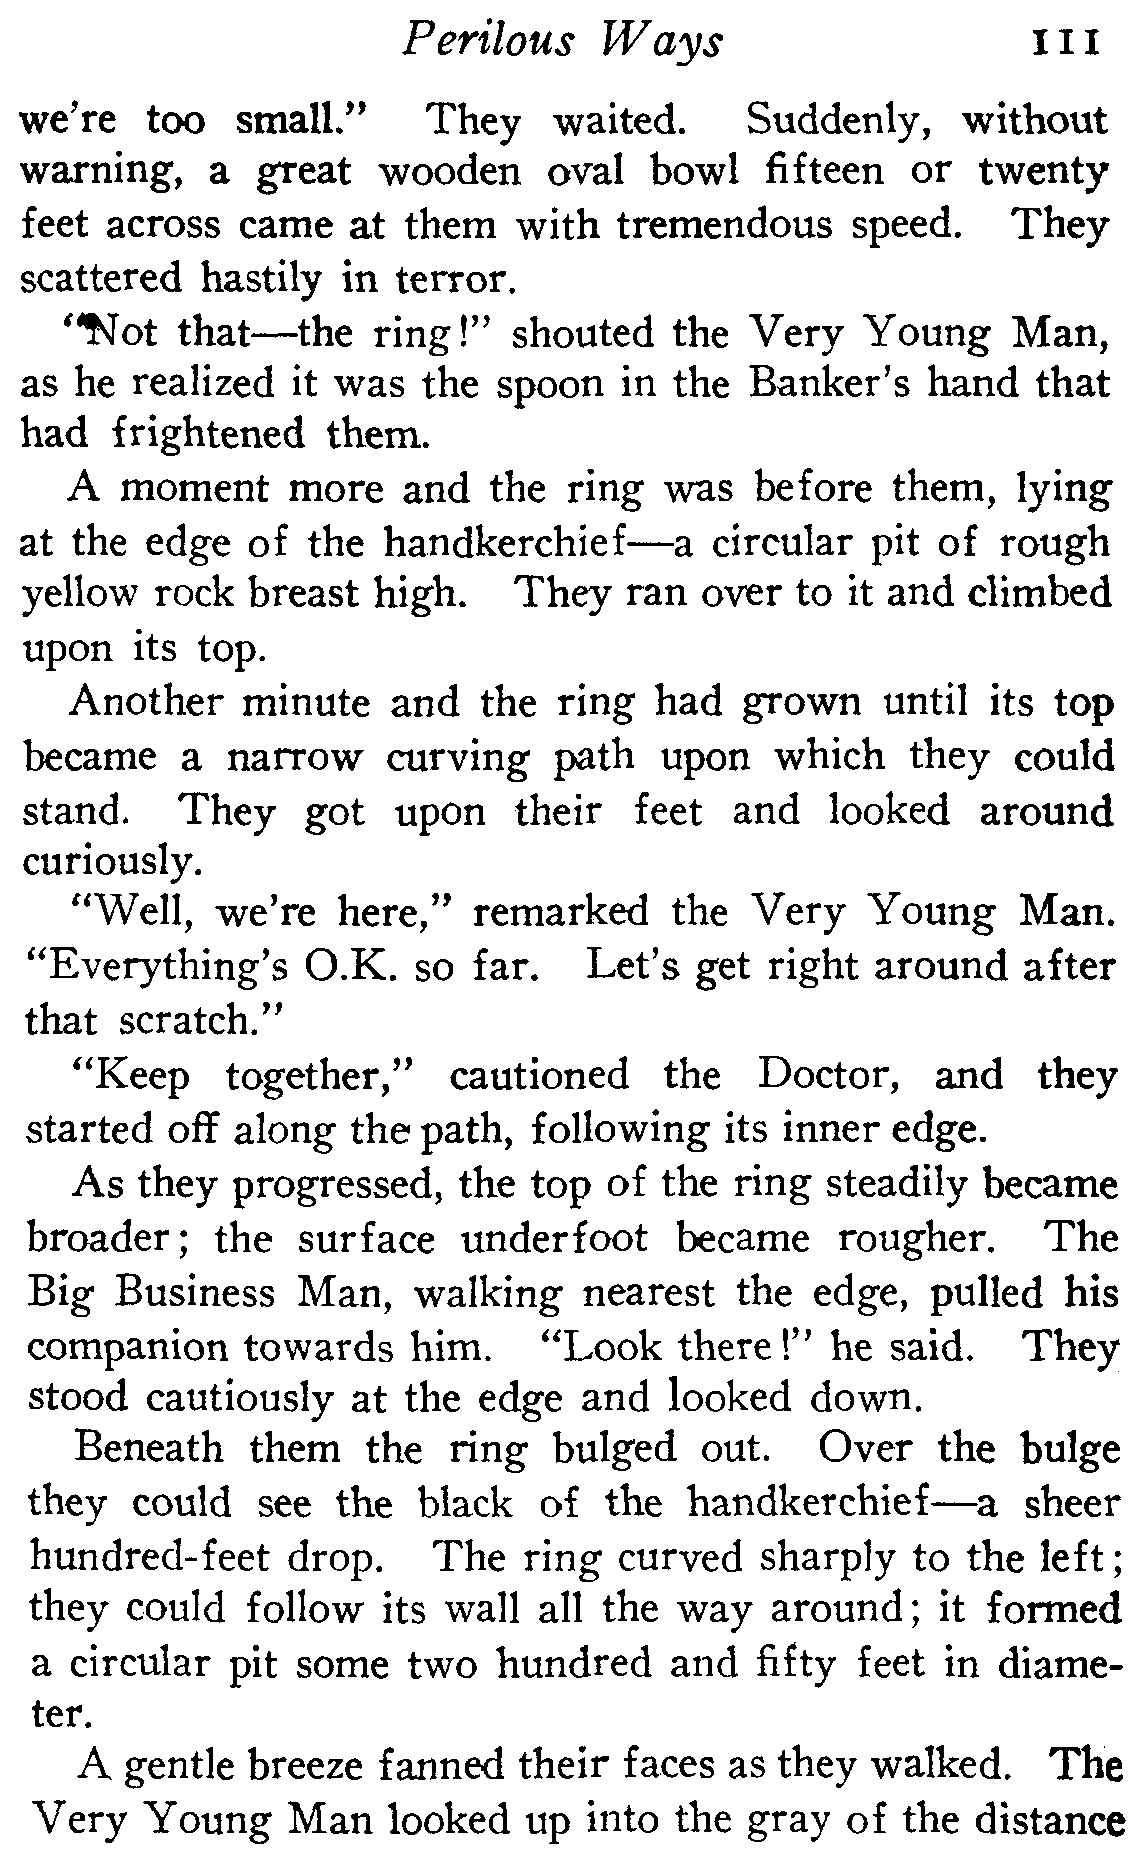 Perilous Ways 111
we're too small." They waited. Suddenly, without
warning, a great wooden oval bowl fifteen or twenty
feet across came at them with tremendous speed. They
scattered hastily in terror.
"Not that—the ring!" shouted the Very Young Man,
as he realized it was the spoon in the Banker's hand that
had frightened them.
A moment more and the ring was before them, lying
at the edge of the handkerchief—a circular pit of rough
yellow rock breast high. They ran over to it and climbed
upon its top.
Another minute and the ring had grown until its top
became a narrow curving path upon which they could
stand. They got upon their feet and looked around
curiously.
"Well, we're here," remarked the Very Young Man.
"Everything's O.K. so far. Let's get right around after
that scratch."
"Keep together," cautioned the Doctor, and they
started off along the path, following its inner edge.
As they progressed, the top of the ring steadily became
broader; the surface underfoot became rougher. The
Big Business Man, walking nearest the edge, pulled his
companion towards him. "Look there!" he said. They
stood cautiously at the edge and looked down.
Beneath them the ring bulged out. Over the bulge
they could see the black of the handkerchief—a sheer
hundred-feet drop. The ring curved sharply to the left;
they could follow its wall all the way around; it formed
a circular pit some two hundred and fifty feet in diame-
ter.
A gentle breeze fanned their faces as they walked. The
Very Young Man looked up into the gray of the distance